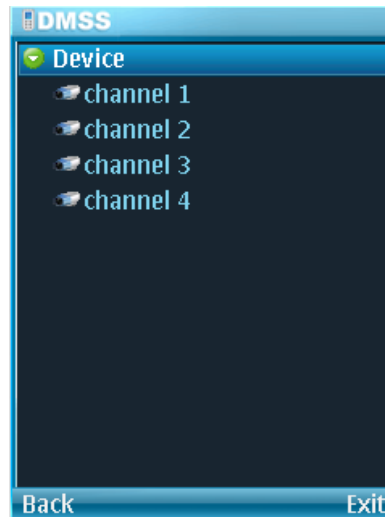 DMSS
Device
channel 1
channel 2
channel 3
channel 4
Back Exit